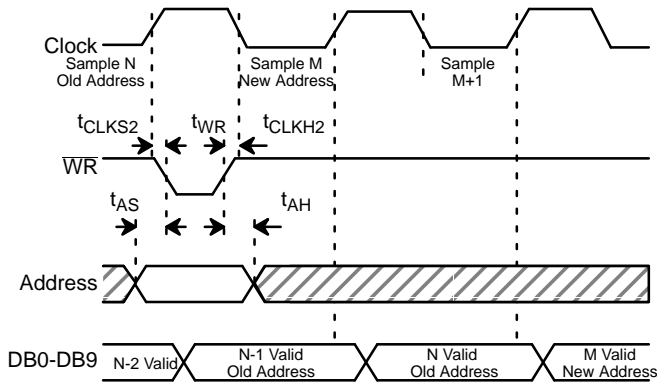 Clock
Sample N
Old Address
Sample M
New Address
Sample
M+1
tCLKS2
tWR
tCLKH2
WR
tAS
tAH
Address
DB0-DB9
N-2 Valid
N-1 Valid
Old Address
N Valid
Old Address
M Valid
New Address